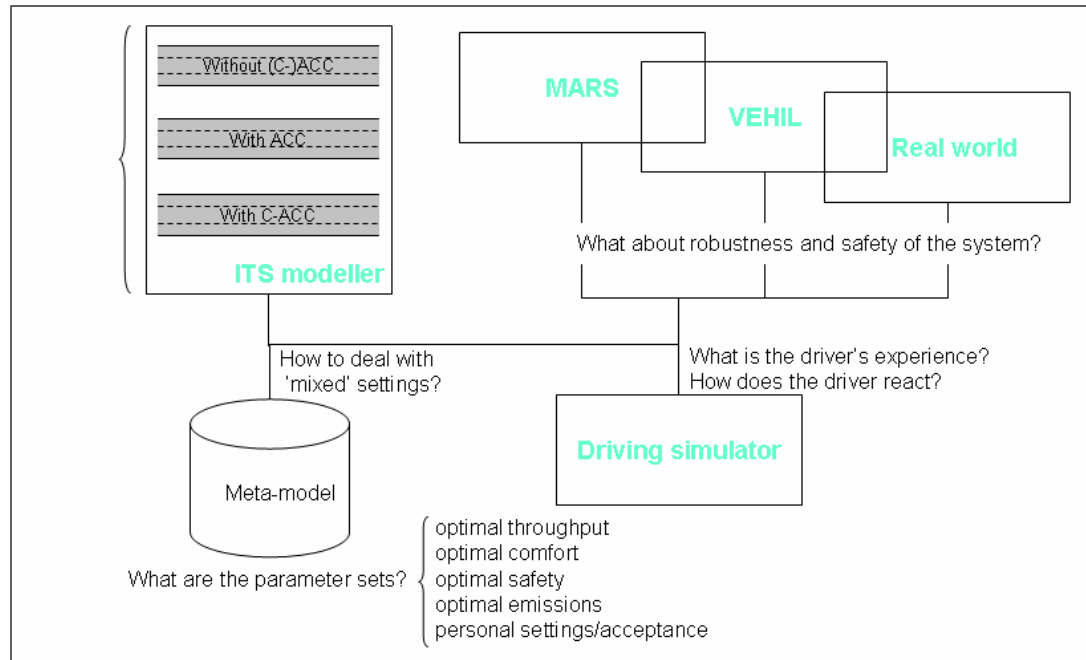 Without (C-)ACC
With ACC
With C-ACC
ITS modeller
MARS
VEHIL
Real world
What about robustness and safety of the system?
How to deal with
'mixed' settings?
What is the driver's experience?
How does the driver react?
Driving simulator
Meta-model
What are the parameter sets?
optimal throughput
optimal comfort
optimal safety
optimal emissions
personal settings/acceptance